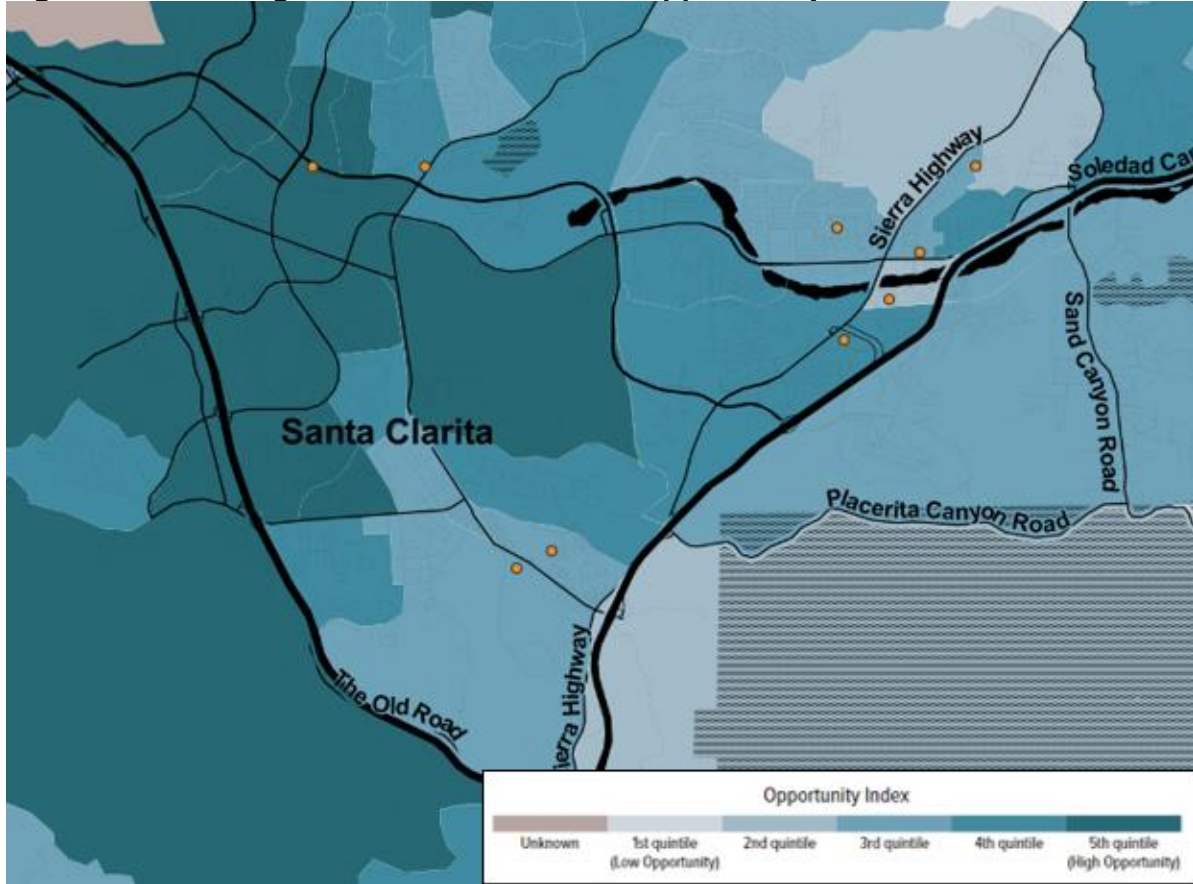 Sierra Highway
Soledad Ca
Sand Canyon Road
Santa Clarita
Placerita Canyon Road
The Old Road
ierra Highway
Opportunity Index
Unknown
1st quintile
(Low Opportunity)
2nd quintile
3rd quintile
4th quintile
5th quintile
(High Opportunity)